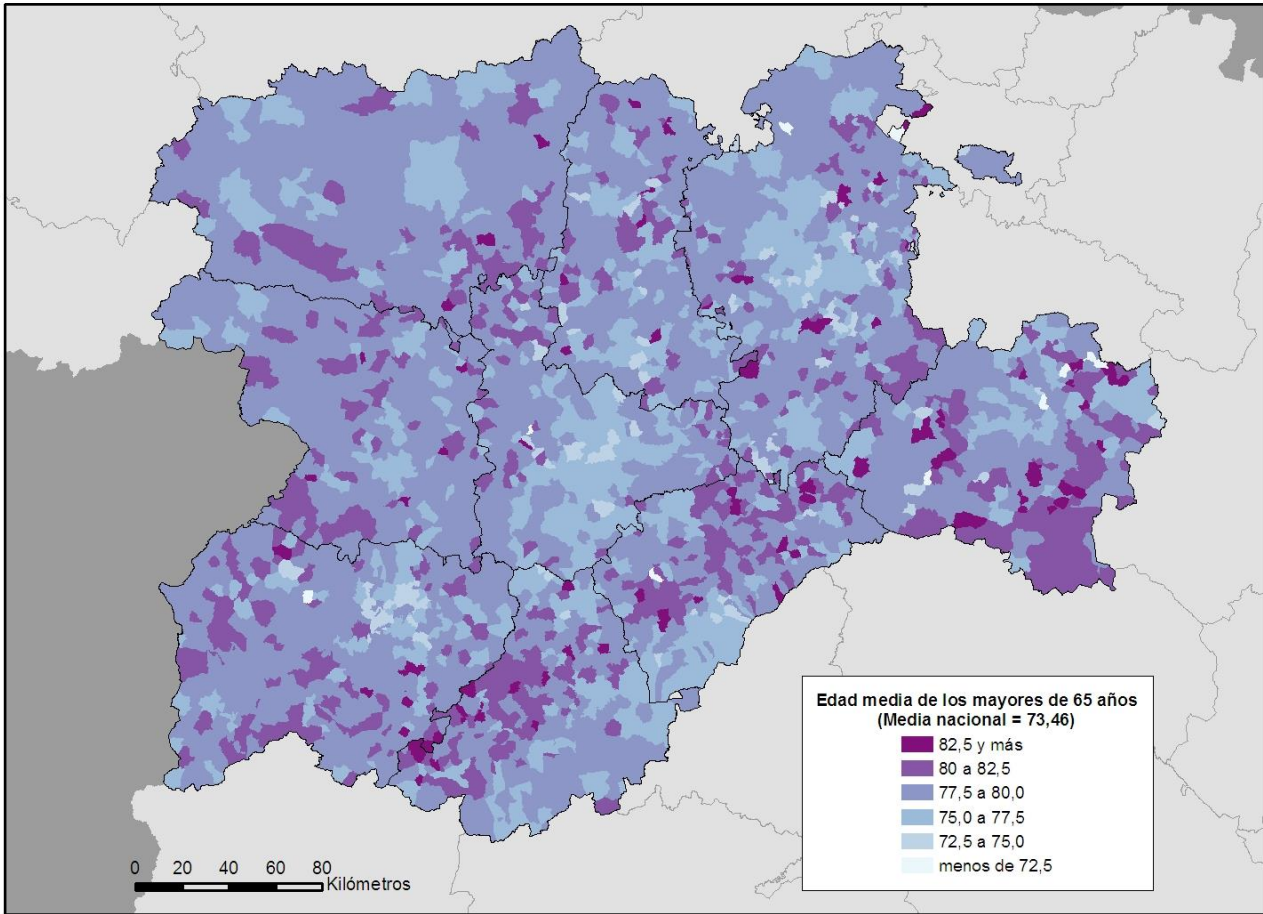 Edad media de los mayores de 65 años
(Media nacional = 73,46)
82,5 y más
80 a 82,5
77,5 a 80,0
75,0 a 77,5
72,5 a 75,0
menos de 72,5
0 20 40 60 80
Kilómetros